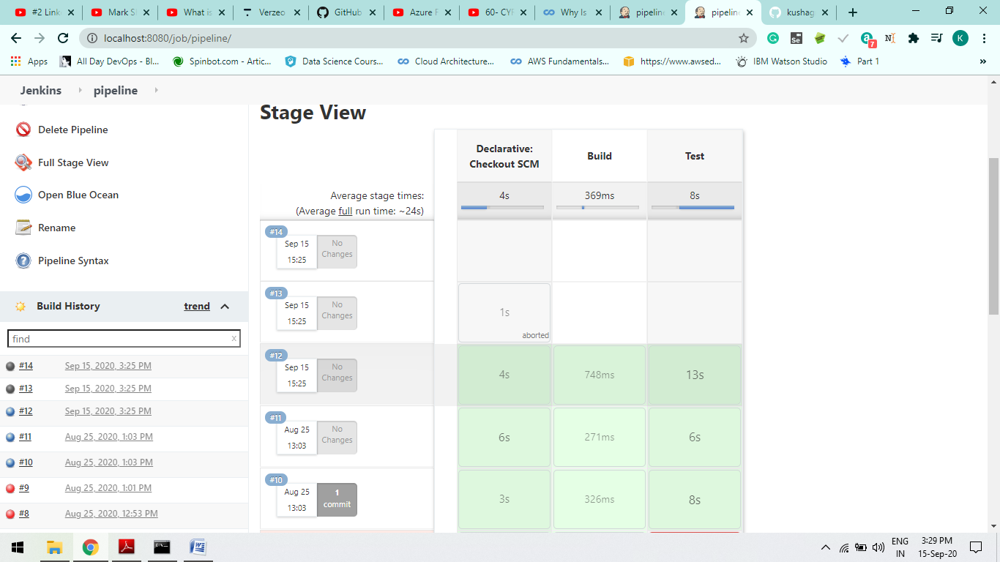 #2 Link
Mark S
What is
Verzeo
GitHub
Azure F
60- CYF
Why Is
pipeline
pipeline
kushag
localhost:8080/job/pipeline/
7
K
Apps
All Day DevOps - Bl...
Spinbot.com - Artic...
Data Science Cours...
Cloud Architecture...
AWS Fundamentals...
https://www.awsed...
IBM Watson Studio
Part 1
»
Jenkins
pipeline
Delete Pipeline
Full Stage View
Open Blue Ocean
Rename
Pipeline Syntax
Build History
trend
find
x
#14 Sep 15, 2020, 3:25 PM
#13 Sep 15, 2020, 3:25 PM
#12 Sep 15, 2020, 3:25 PM
#11 Aug 25, 2020, 1:03 PM
#10 Aug 25, 2020, 1:03 PM
#9 Aug 25, 2020, 1:01 PM
#8 Aug 25, 2020, 12:53 PM
Stage View
Declarative:
Checkout SCM
Build
Test
Average stage times:
(Average full run time: ~24s)
4s
369ms
8s
#14
Sep 15
15:25
No
Changes
#13
Sep 15
15:25
No
Changes
1s
aborted
#12
Sep 15
15:25
No
Changes
4s
748ms
13s
#11
Aug 25
13:03
No
Changes
6s
271ms
6s
#10
Aug 25
13:03
1
commit
3s
326ms
8s
ENG
IN
3:29 PM
15-Sep-20